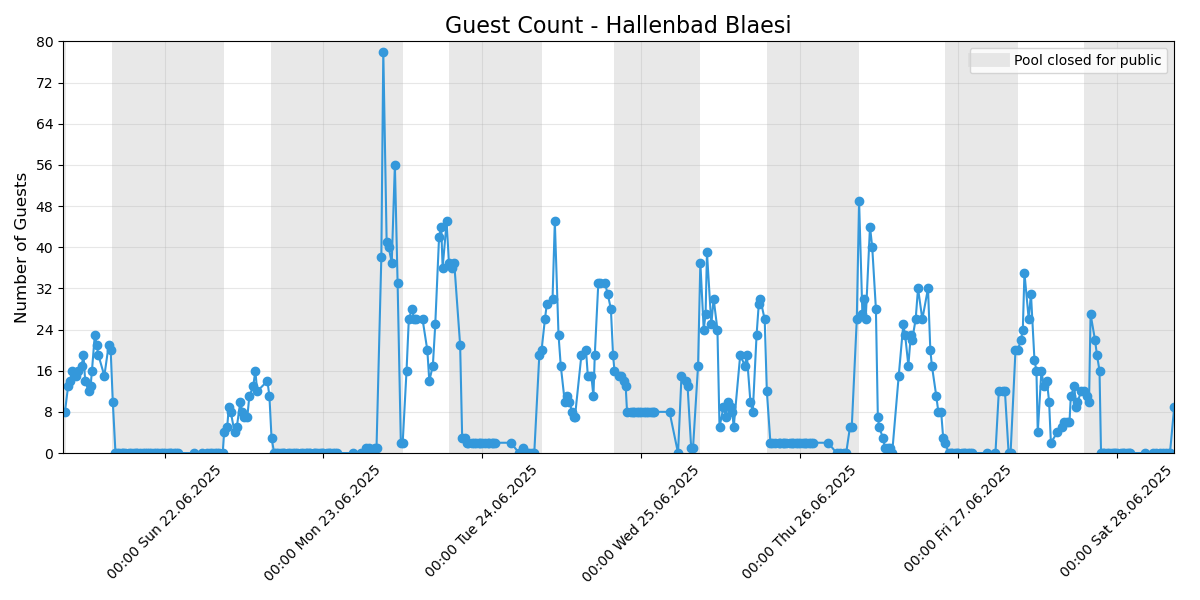 Guest Count - Hallenbad Blaesi
Pool closed for public
Number of Guests
80
72
64
56
48
40
32
24
16
8
0
00:00 Sun 22.06.2025
00:00 Mon 23.06.2025
00:00 Tue 24.06.2025
00:00 Wed 25.06.2025
00:00 Thu 26.06.2025
00:00 Fri 27.06.2025
00:00 Sat 28.06.2025